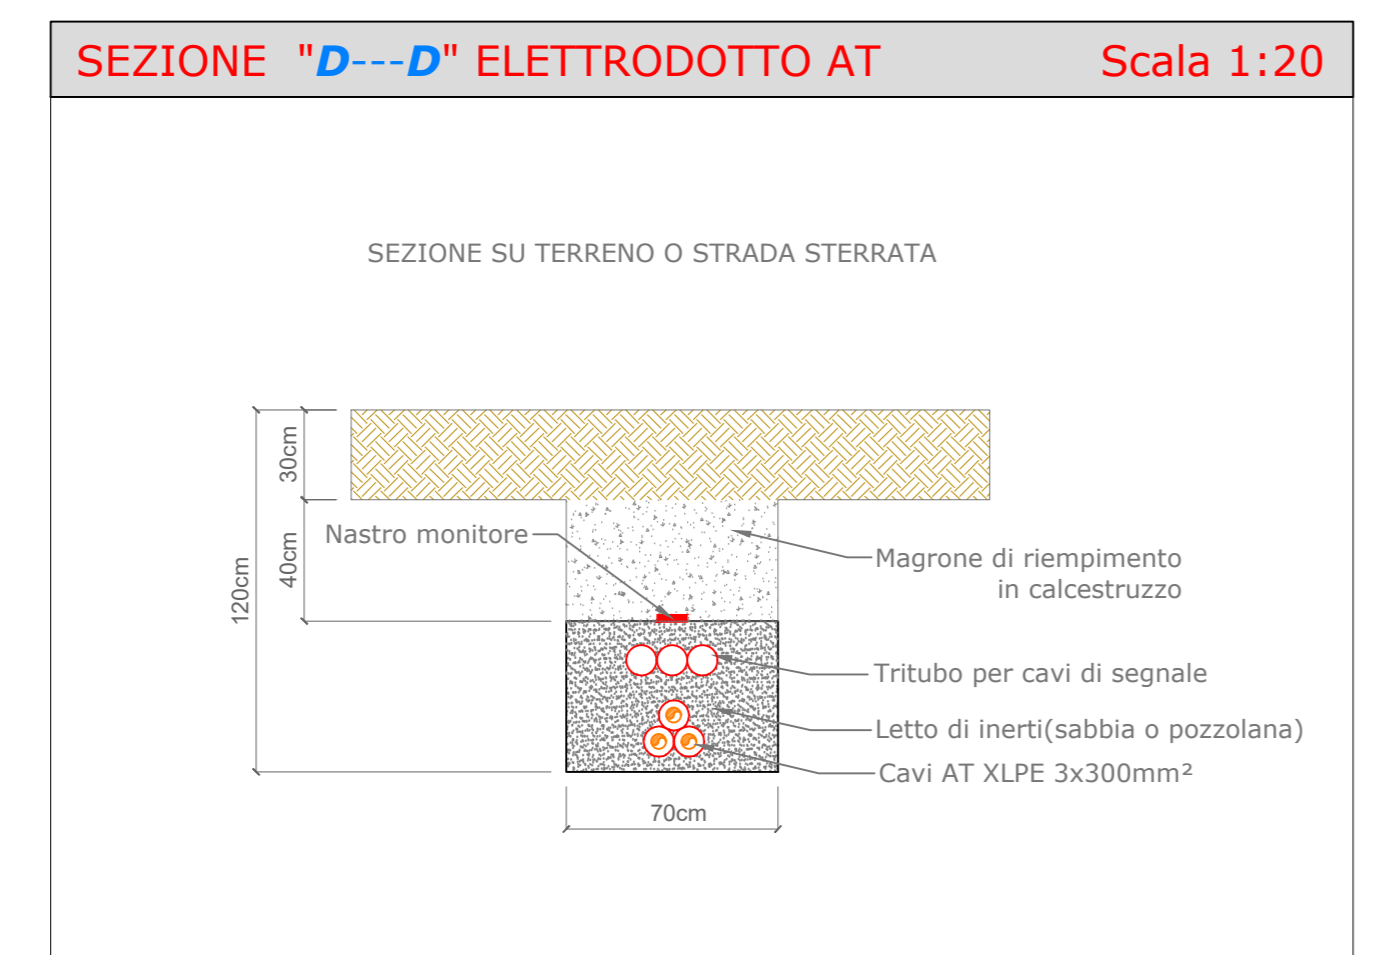 SEZIONE "D---D" ELETTRODOTTO AT Scala 1:20
SEZIONE SU TERRENO O STRADA STERRATA
30cm
40cm
120cm
Nastro monitore
Magrone di riempimento
in calcestruzzo
Tritubo per cavi di segnale
Letto di inerti(sabbia o pozzolana)
Cavi AT XLPE 3x300mm²
70cm